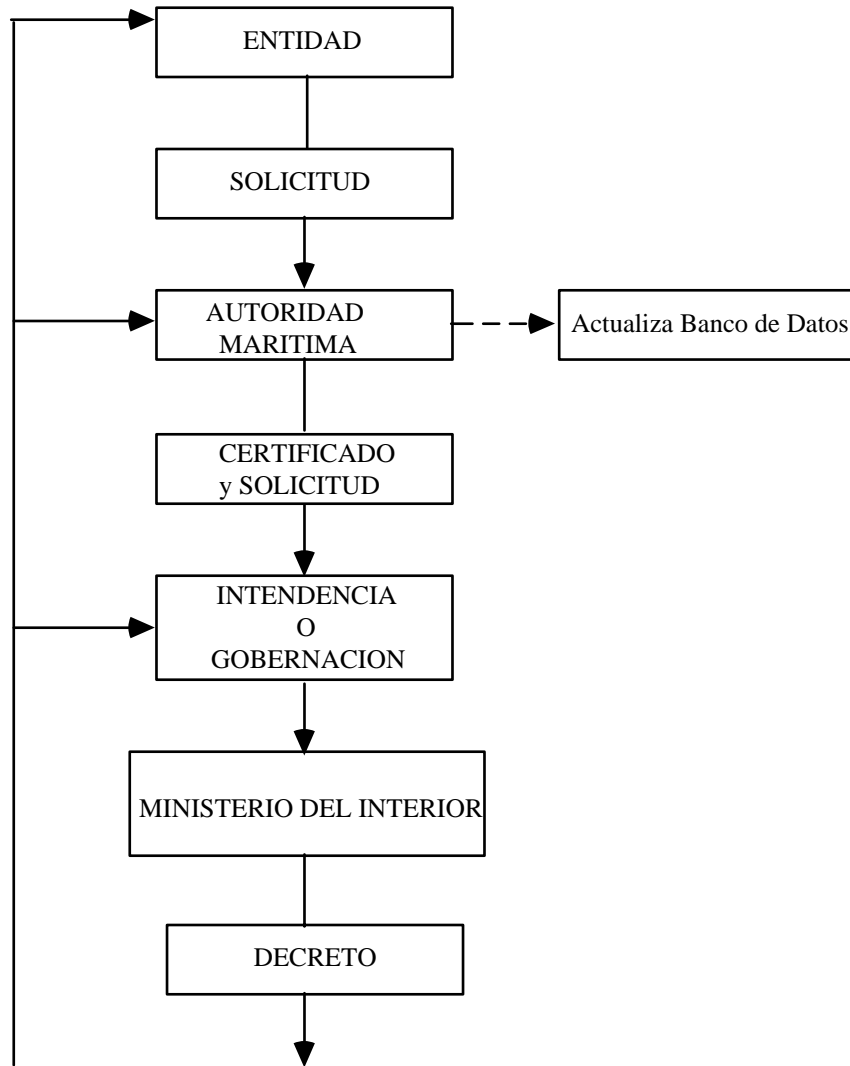 ENTIDAD
SOLICITUD
AUTORIDAD
MARITIMA
Actualiza Banco de Datos
CERTIFICADO
y SOLICITUD
INTENDENCIA
O
GOBERNACION
MINISTERIO DEL INTERIOR
DECRETO